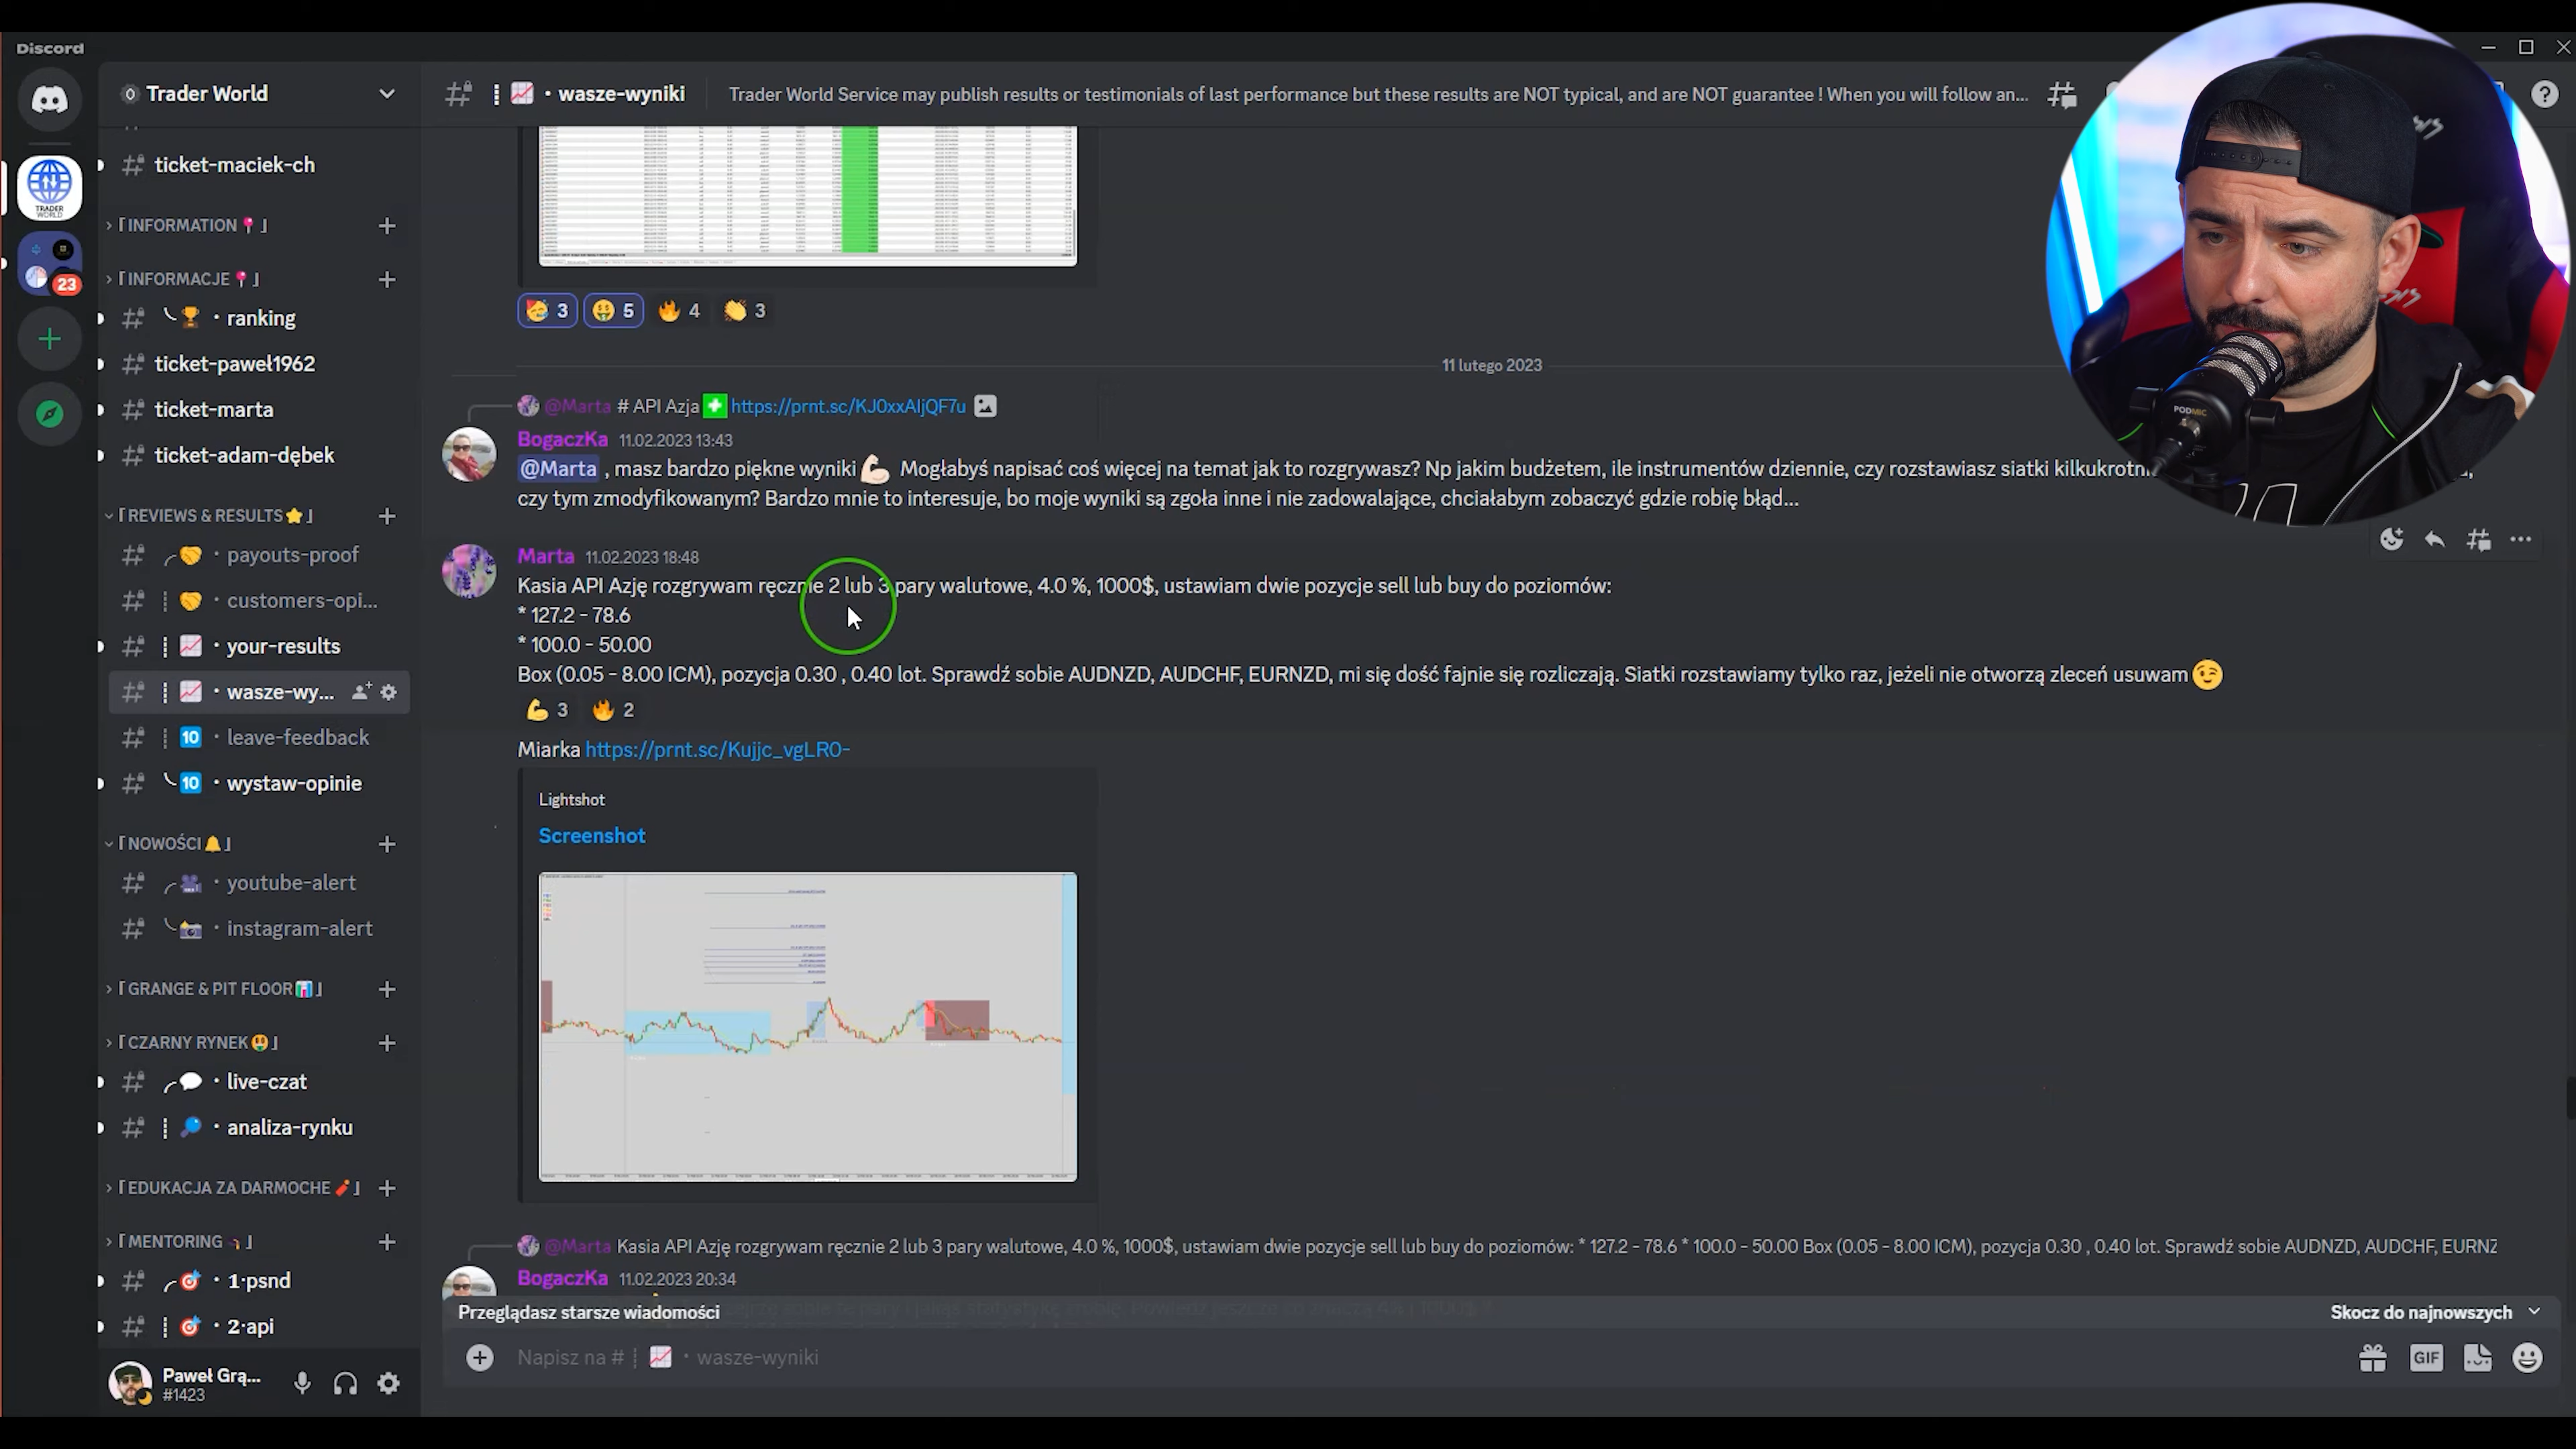 Discord
Trader World
ticket-maciek-ch
「INFORMATION📍」
「INFORMACJE📍」
ranking
ticket-paweł1962
ticket-marta
ticket-adam-dębek
「REVIEWS & RESULTS⭐」
payouts-proof
customers-opi...
your-results
wasze-wy...
leave-feedback
wystaw-opinie
「NOWOŚCI🔔」
youtube-alert
instagram-alert
「GRANGE & PIT FLOOR📊」
「CZARNY RYNEK🤑」
live-czat
analiza-rynku
「EDUKACJA ZA DARMOCHE🧨」
「MENTORING」
1·psnd
2·api
Paweł Grą...
#1423
TRADER
WORLD
23
wasze-wyniki
Trader World Service may publish results or testimonials of last performance but these results are NOT typical, and are NOT guarantee ! When you will follow an...
3 5 4 3
11 lutego 2023
@Marta # API Azja ➕ https://prnt.sc/KJ0xxAIjQF7u
BogaczKa 11.02.2023 13:43
@Marta , masz bardzo piękne wyniki 💪 Mogłabyś napisać coś więcej na temat jak to rozgrywasz? Np jakim budżetem, ile instrumentów dziennie, czy rozstawiasz siatki
czy tym zmodyfikowanym? Bardzo mnie to interesuje, bo moje wyniki są zgoła inne i nie zadowalające, chciałabym zobaczyć gdzie robię błąd...
Marta 11.02.2023 18:48
Kasia API Azję rozgrywam ręcznie 2 lub 3 pary walutowe, 4.0 %, 1000$, ustawiam dwie pozycje sell lub buy do poziomów:
* 127.2 - 78.6
* 100.0 - 50.00
Box (0.05 - 8.00 ICM), pozycja 0.30 , 0.40 lot. Sprawdź sobie AUDNZD, AUDCHF, EURNZD, mi się dość fajnie się rozliczają. Siatki rozstawiamy tylko raz, jeżeli nie otworzą zleceń usuwam 😉
3 2
Miarka https://prnt.sc/Kujjc_vgLR0-
Lightshot
Screenshot
@Marta Kasia API Azję rozgrywam ręcznie 2 lub 3 pary walutowe, 4.0 %, 1000$, ustawiam dwie pozycje sell lub buy do poziomów: * 127.2 - 78.6 * 100.0 - 50.00 Box (0.05 - 8.00 ICM), pozycja 0.30 , 0.40 lot. Sprawdź sobie AUDNZD, AUDCHF, EURNZ
BogaczKa 11.02.2023 20:34
Przeglądasz starsze wiadomości
Skocz do najnowszych
Napisz na # wasze-wyniki
GIF
PODMIC